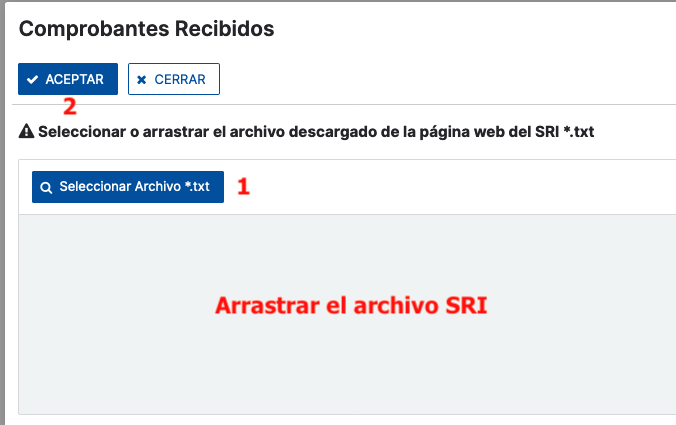 Comprobantes Recibidos
ACEPTAR CERRAR
2
Seleccionar o arrastrar el archivo descargado de la página web del SRI *.txt
Seleccionar Archivo *.txt 1
Arrastrar el archivo SRI